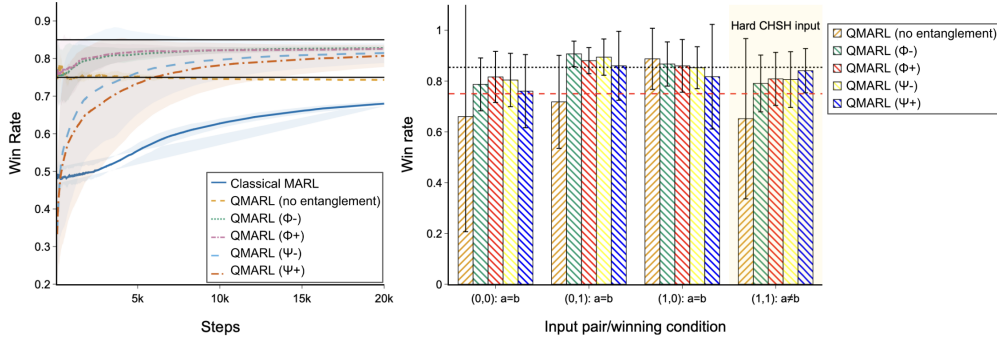 0.9
0.8
0.7
0.6
0.5
0.4
0.3
0.2
Win Rate
5k
10k
15k
20k
Steps
Classical MARL
QMARL (no entanglement)
QMARL (Φ-)
QMARL (Φ+)
QMARL (Ψ-)
QMARL (Ψ+)
1
0.8
0.6
0.4
0.2
0
Win rate
Hard CHSH input
(0,0): a=b
(0,1): a=b
(1,0): a=b
(1,1): a≠b
Input pair/winning condition
QMARL (no entanglement)
QMARL (Φ-)
QMARL (Φ+)
QMARL (Ψ-)
QMARL (Ψ+)